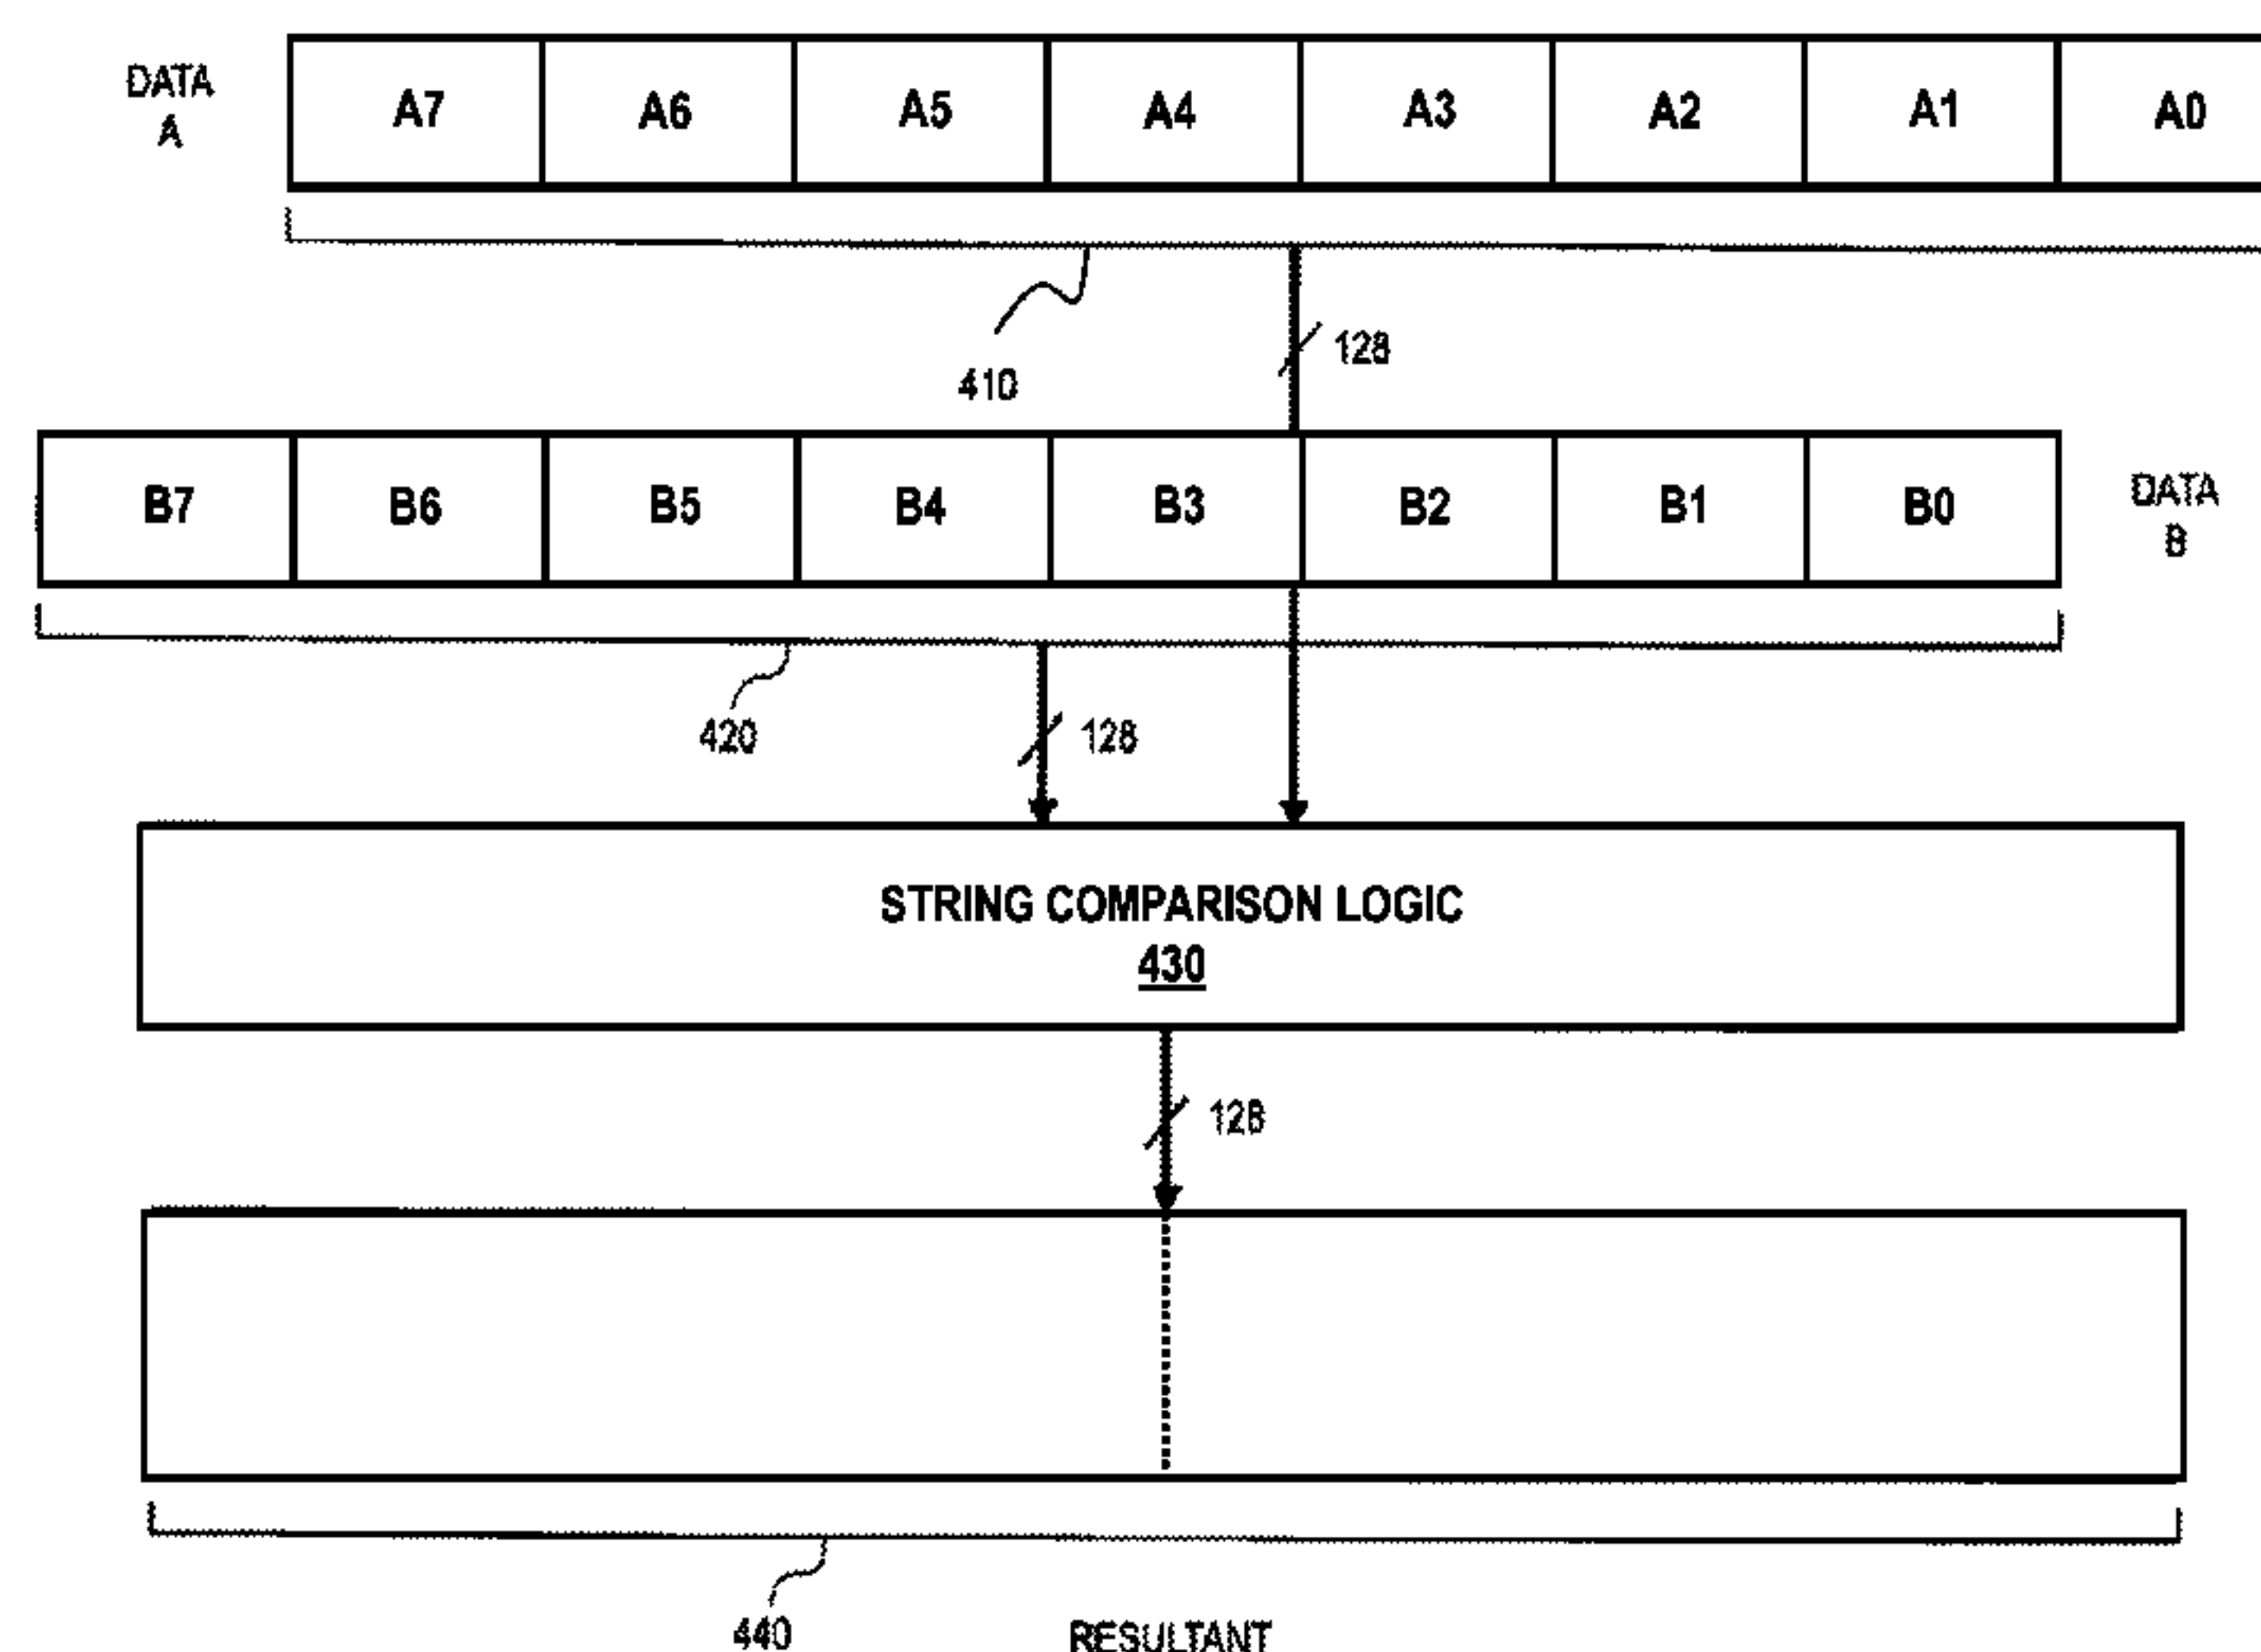 DATA
A
A7 A6 A5 A4 A3 A2 A1 A0
410
128
B7 B6 B5 B4 B3 B2 B1 B0
DATA
B
420
128
STRING COMPARISON LOGIC
430
128
440
RESULTANT